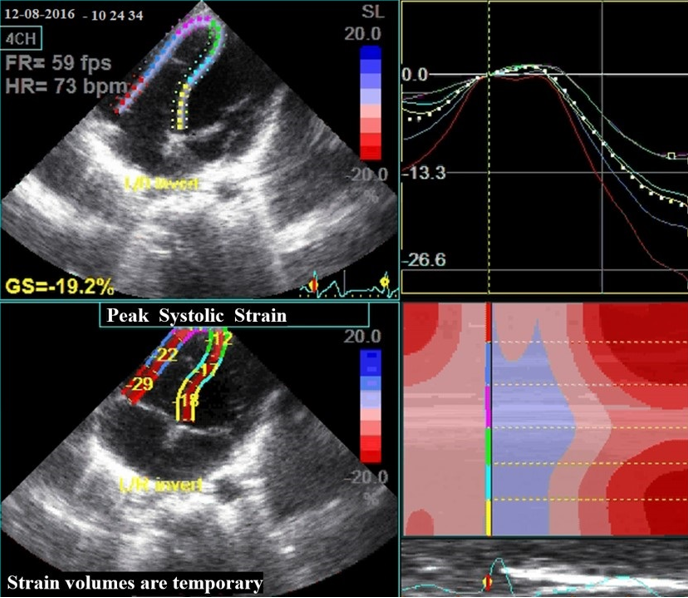 12-08-2016 - 10 24 34
SL
4CH
20.0
FR= 59 fps
HR= 73 bpm
0.0
-20.0
%
-13.3
GS=-19.2%
-26.6
Peak Systolic Strain
20.0
-12
22
-17
-29
18
-20.0
%
L/R invert
Strain volumes are temporary